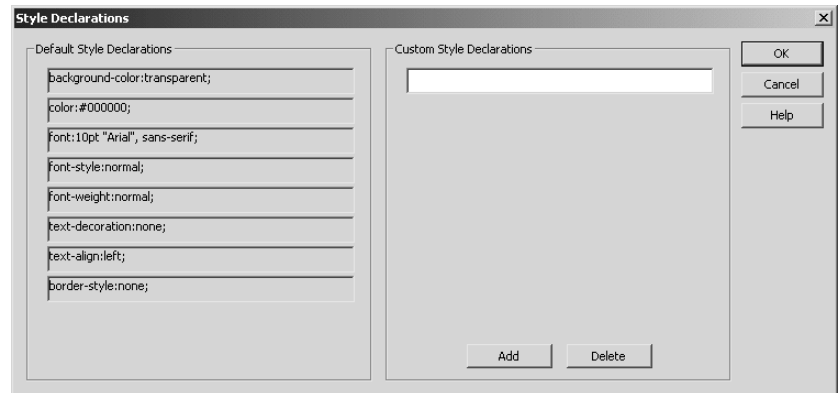 Style Declarations
Default Style Declarations
background-color:transparent;
color:#000000;
font:10pt "Arial", sans-serif;
font-style:normal;
font-weight:normal;
text-decoration:none;
text-align:left;
border-style:none;
Custom Style Declarations
Add
Delete
OK
Cancel
Help